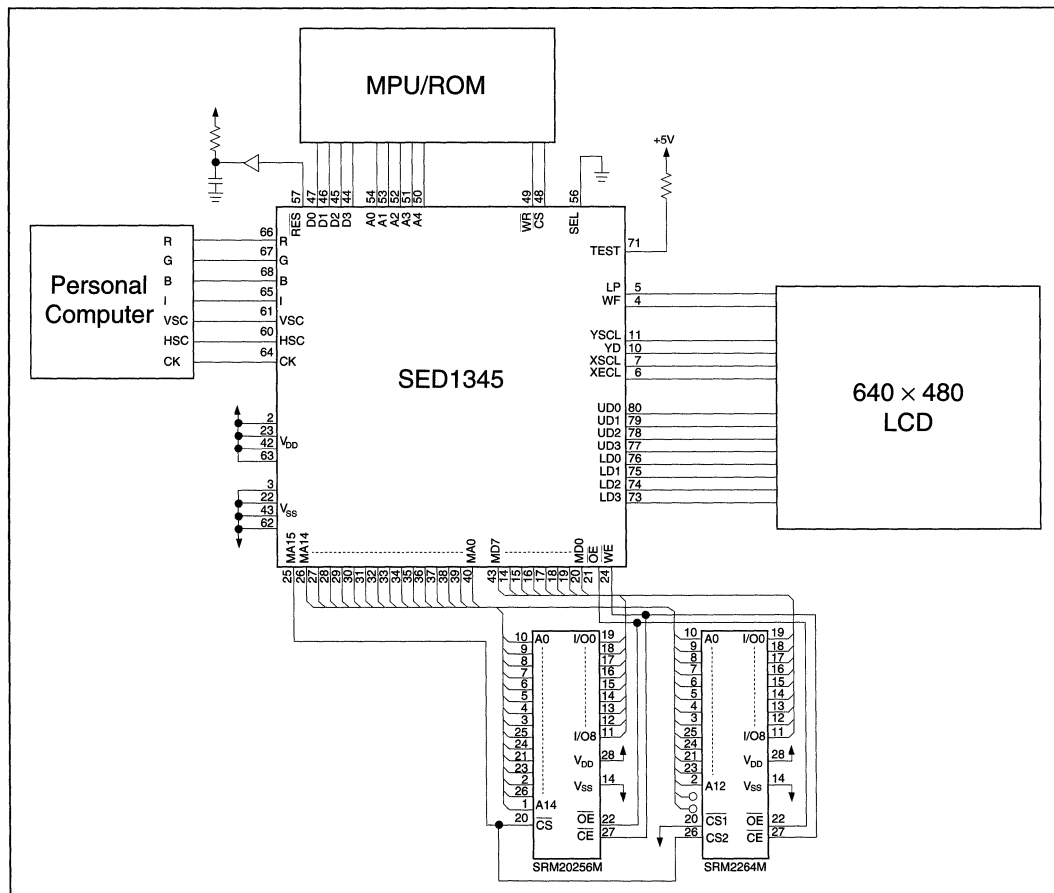 MPU/ROM
+5V
57 47 46 45 44 54 53 52 51 50 49 48 56
RES D0 D1 D2 D3 A0 A1 A2 A3 A4 WR CS SEL
TEST 71
Personal
Computer
R 66 R
G 67 G
B 68 B
I 65 I
VSC 61 VSC
HSC 60 HSC
CK 64 CK
SED1345
LP 5
WF 4
YSCL 11
YD 10
XSCL 7
XECL 6
UD0 80
UD1 79
UD2 78
UD3 77
LD0 76
LD1 75
LD2 74
LD3 73
640 × 480
LCD
2
23
42
63
VDD
3
22
43
62
VSS
MA15 MA14 MA0 MD7 MD0 OE WE
25 26 27 28 29 30 31 32 33 34 35 36 37 38 39 40 43 14 15 16 17 18 19 20 21 24
10 A0 I/O0 19
9 18
8 17
7 16
6 15
5 14
4 13
3 12
25 I/O8 11
24
21 VDD 28
23
2 VSS 14
26
1 A14
20 CS OE 22
CE 27
SRM20256M
10 A0 I/O0 19
9 18
8 17
7 16
6 15
5 14
4 13
3 12
25 I/O8 11
24
21 VDD 28
23
2 A12 VSS 14
20 CS1 OE 22
26 CS2 CE 27
SRM2264M